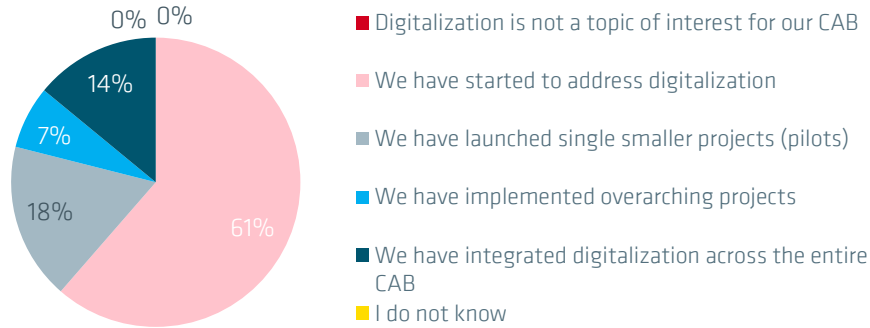 0% 0%
14%
7%
18%
61%
Digitalization is not a topic of interest for our CAB
We have started to address digitalization
We have launched single smaller projects (pilots)
We have implemented overarching projects
We have integrated digitalization across the entire
CAB
I do not know